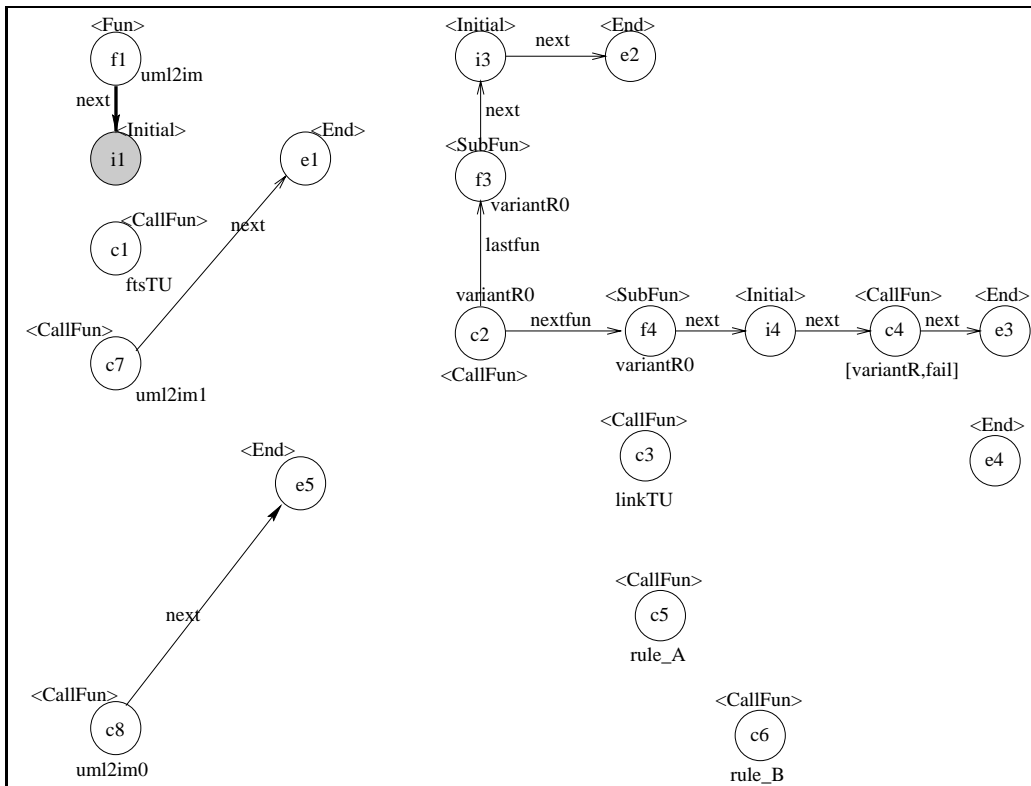 <Fun>
f1
uml2im
next
<Initial>
i1
<End>
e1
<CallFun>
c1
ftsTU
next
<CallFun>
c7
uml2im1
<End>
e5
next
<CallFun>
c8
uml2im0
<Initial>
i3
next
<End>
e2
next
<SubFun>
f3
variantR0
lastfun
variantR0
c2
<CallFun>
nextfun
<SubFun>
f4
variantR0
next
<Initial>
i4
next
<CallFun>
c4
[variantR,fail]
next
<End>
e3
<CallFun>
c3
linkTU
<End>
e4
<CallFun>
c5
rule_A
<CallFun>
c6
rule_B